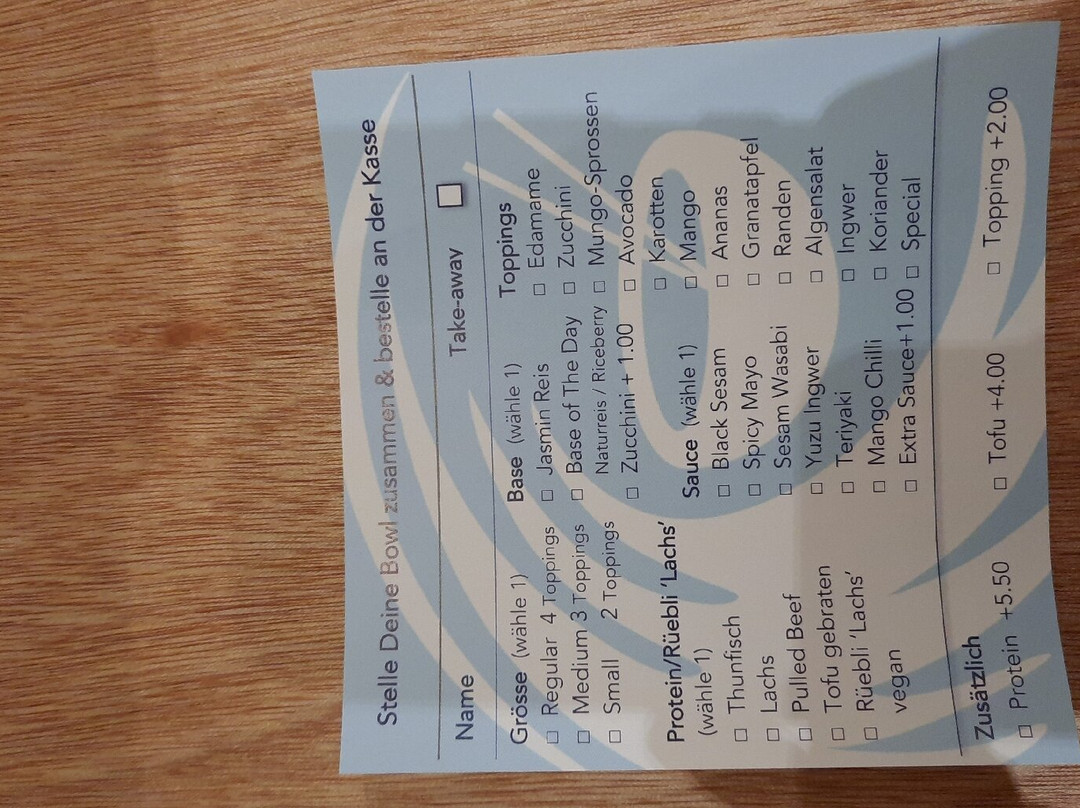 Stelle Deine Bowl zusammen & bestelle an der Kasse
Name
Take-away
Grösse (wähle 1)
Regular 4 Toppings
Medium 3 Toppings
Small 2 Toppings
Protein/Rüebli ‘Lachs’
(wähle 1)
Thunfisch
Lachs
Pulled Beef
Tofu gebraten
Rüebli ‘Lachs’
vegan
Base (wähle 1)
Jasmin Reis
Base of The Day
Naturreis / Riceberry
Zucchini + 1.00
Sauce (wähle 1)
Black Sesam
Spicy Mayo
Sesam Wasabi
Yuzu Ingwer
Teriyaki
Mango Chilli
Extra Sauce+1.00
Toppings
Edamame
Zucchini
Mungo-Sprossen
Avocado
Karotten
Mango
Ananas
Granatapfel
Randen
Algensalat
Ingwer
Koriander
Special
Zusätzlich
Protein +5.50
Tofu +4.00
Topping +2.00